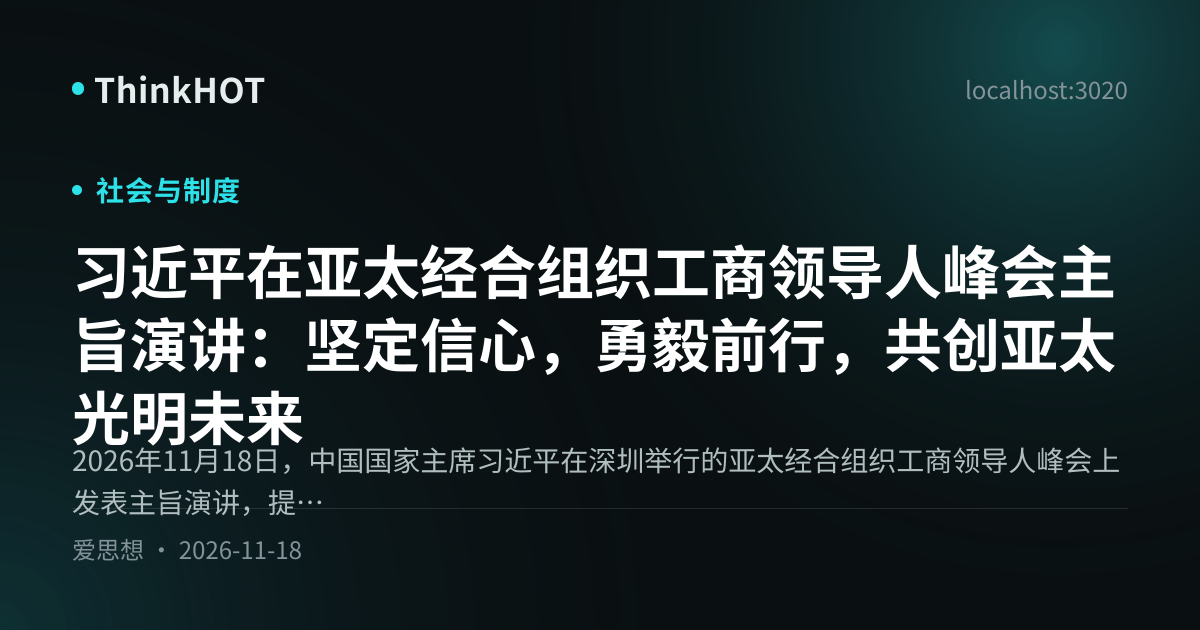 ThinkHOT
localhost:3020
社会与制度
习近平在亚太经合组织工商领导人峰会主
旨演讲：坚定信心，勇毅前行，共创亚太
光明未来
2026年11月18日，中国国家主席习近平在深圳举行的亚太经合组织工商领导人峰会上
发表主旨演讲，提…
爱思想 • 2026-11-18